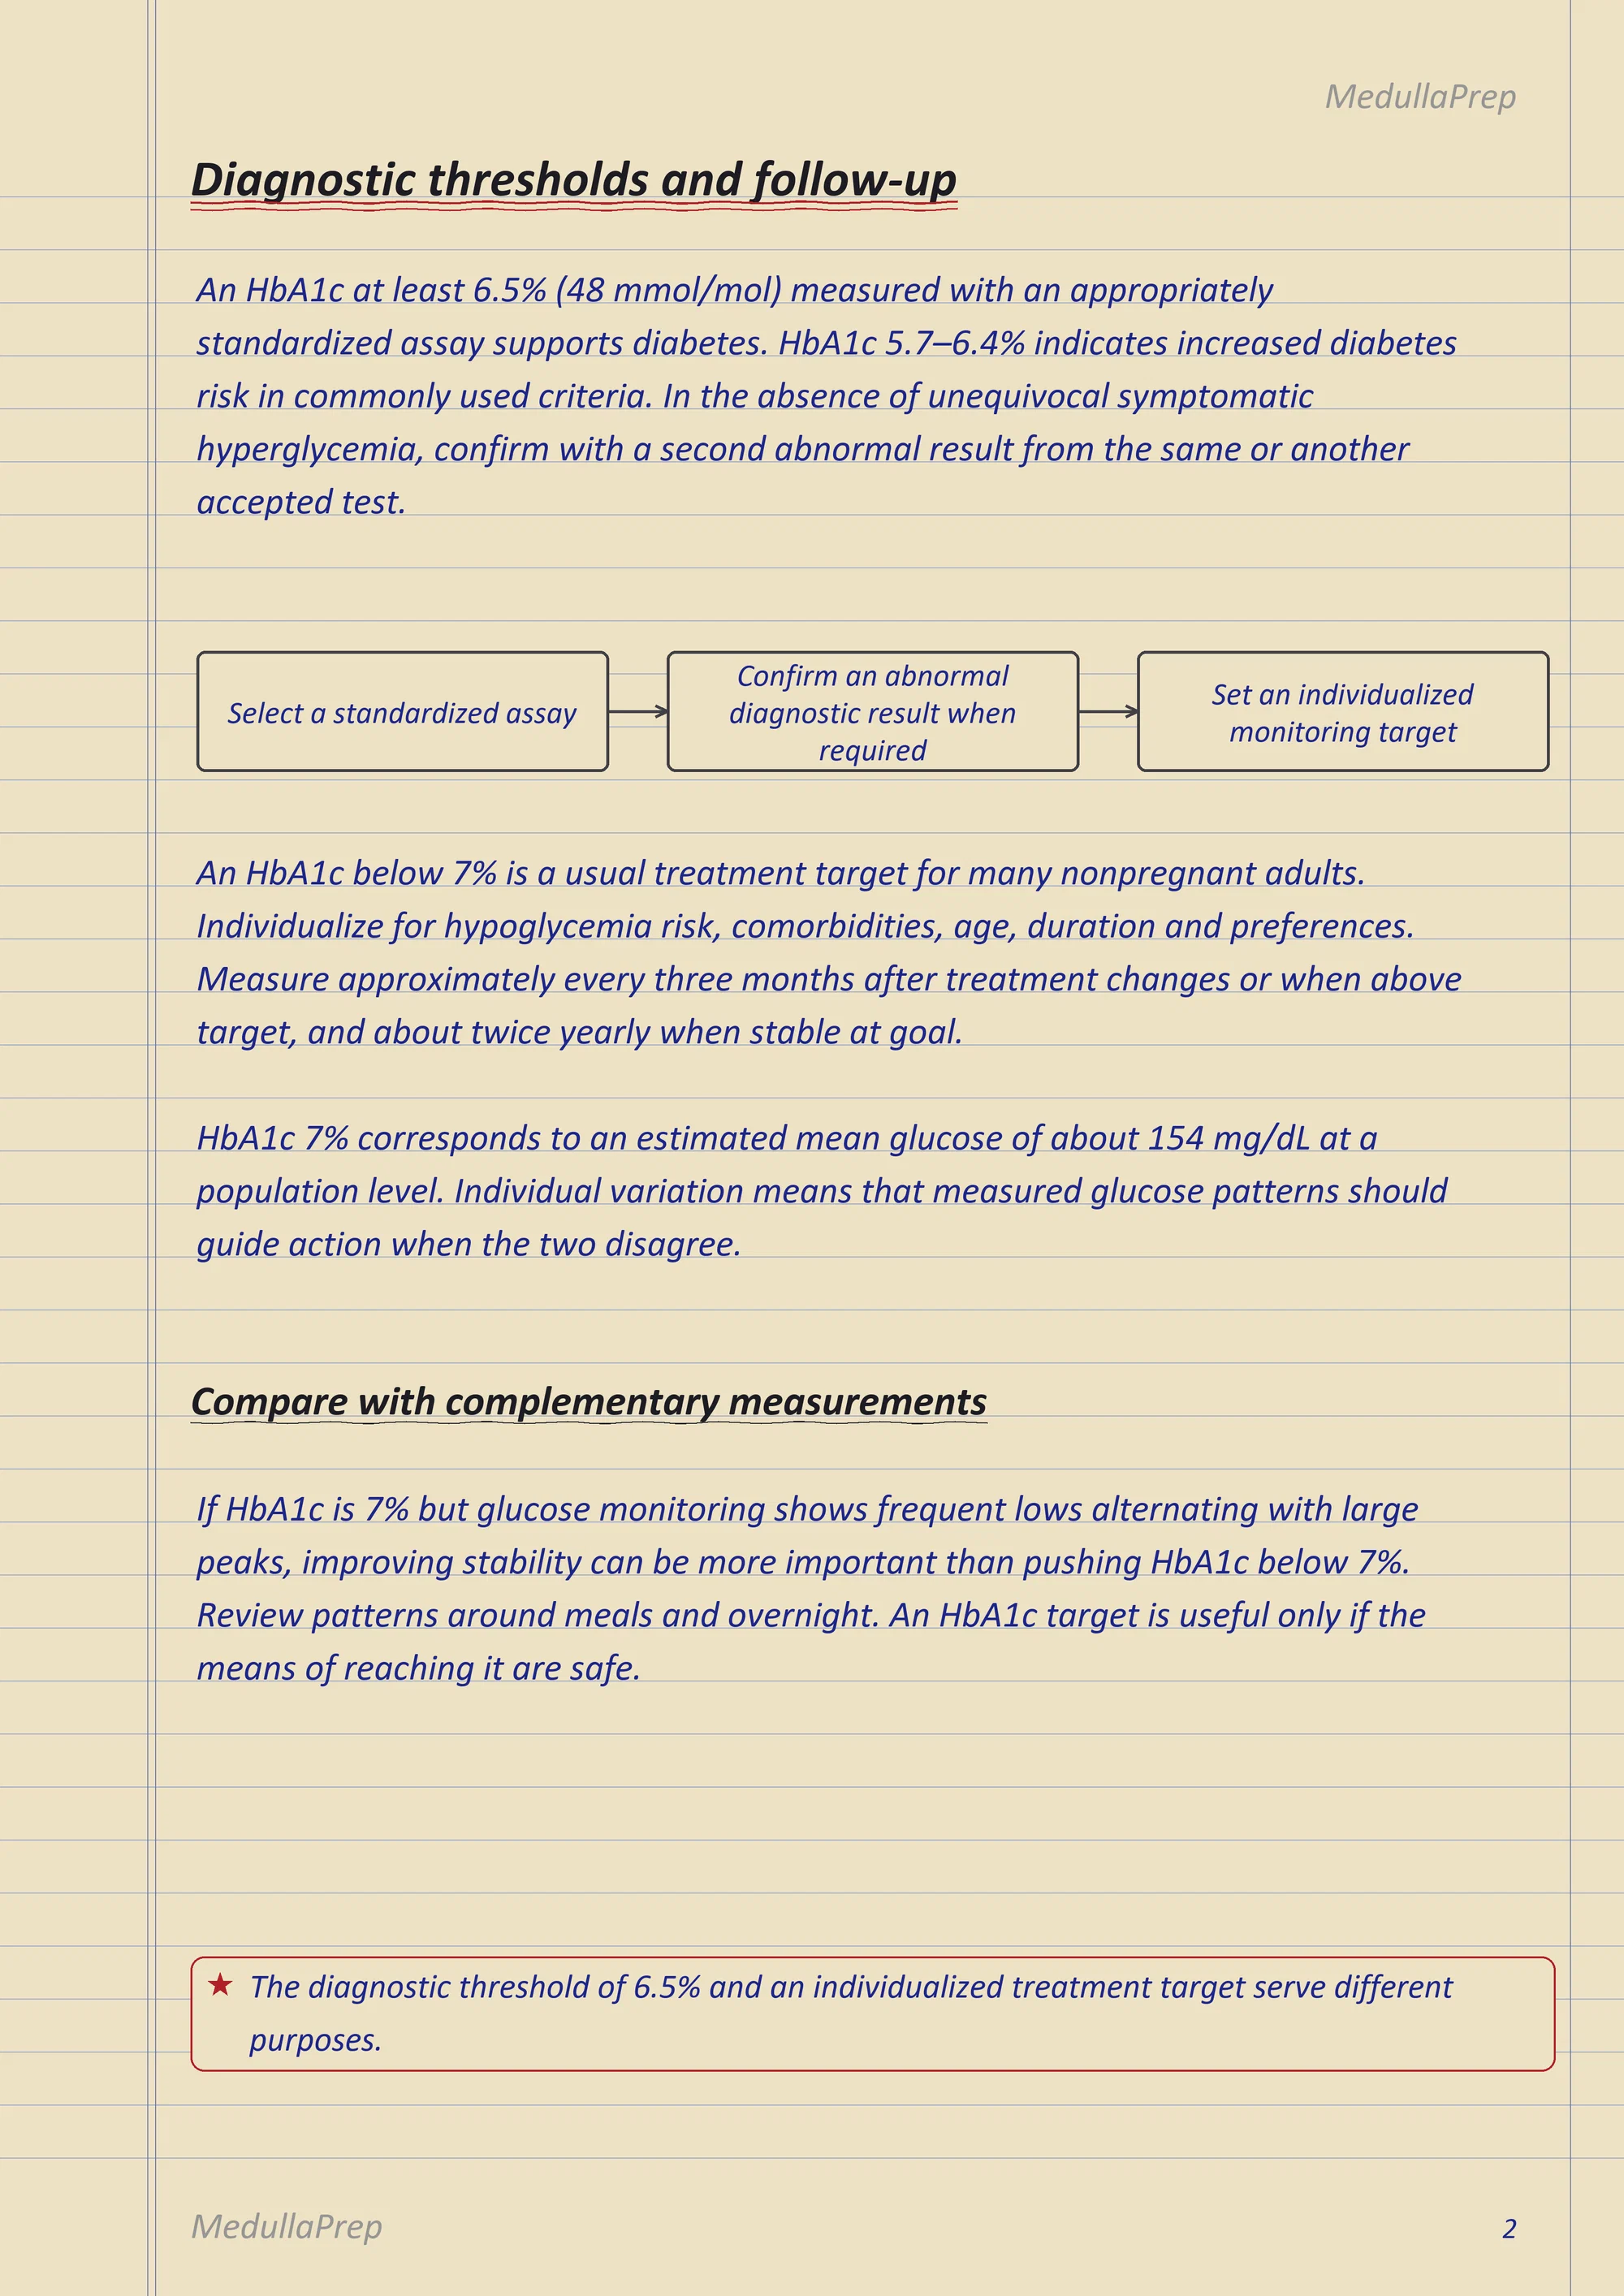 MedullaPrep
Diagnostic thresholds and follow-up
An HbA1c at least 6.5% (48 mmol/mol) measured with an appropriately
standardized assay supports diabetes. HbA1c 5.7–6.4% indicates increased diabetes
risk in commonly used criteria. In the absence of unequivocal symptomatic
hyperglycemia, confirm with a second abnormal result from the same or another
accepted test.
Select a standardized assay
Confirm an abnormal
diagnostic result when
required
Set an individualized
monitoring target
An HbA1c below 7% is a usual treatment target for many nonpregnant adults.
Individualize for hypoglycemia risk, comorbidities, age, duration and preferences.
Measure approximately every three months after treatment changes or when above
target, and about twice yearly when stable at goal.
HbA1c 7% corresponds to an estimated mean glucose of about 154 mg/dL at a
population level. Individual variation means that measured glucose patterns should
guide action when the two disagree.
Compare with complementary measurements
If HbA1c is 7% but glucose monitoring shows frequent lows alternating with large
peaks, improving stability can be more important than pushing HbA1c below 7%.
Review patterns around meals and overnight. An HbA1c target is useful only if the
means of reaching it are safe.
★ The diagnostic threshold of 6.5% and an individualized treatment target serve different
purposes.
MedullaPrep
2